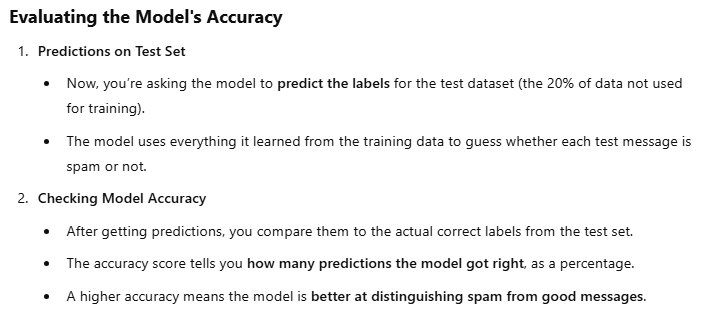 Evaluating the Model's Accuracy
1. Predictions on Test Set
• Now, you're asking the model to predict the labels for the test dataset (the 20% of data not used
for training).
• The model uses everything it learned from the training data to guess whether each test message is
spam or not.
2. Checking Model Accuracy
• After getting predictions, you compare them to the actual correct labels from the test set.
• The accuracy score tells you how many predictions the model got right, as a percentage.
• A higher accuracy means the model is better at distinguishing spam from good messages.